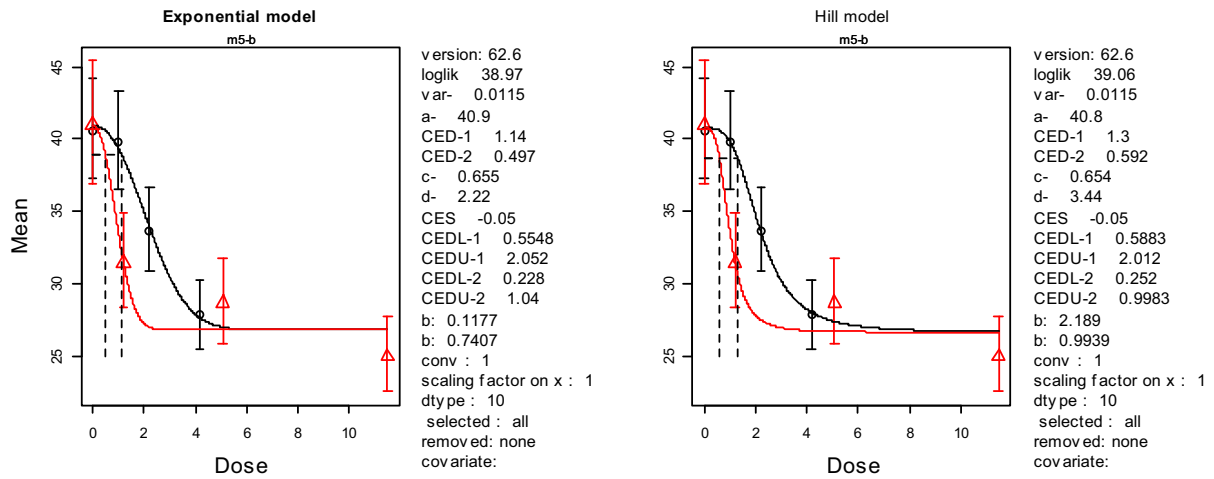 Exponential model
m5-b
45
40
35
30
25
Mean
0 2 4 6 8 10
Dose
version: 62.6
loglik 38.97
var- 0.0115
a- 40.9
CED-1 1.14
CED-2 0.497
c- 0.655
d- 2.22
CES -0.05
CEDL-1 0.5548
CEDU-1 2.052
CEDL-2 0.228
CEDU-2 1.04
b: 0.1177
b: 0.7407
conv : 1
scaling factor on x : 1
dtype : 10
selected : all
removed: none
covariate:
Hill model
m5-b
45
40
35
30
25
0 2 4 6 8 10
Dose
version: 62.6
loglik 39.06
var- 0.0115
a- 40.8
CED-1 1.3
CED-2 0.592
c- 0.654
d- 3.44
CES -0.05
CEDL-1 0.5883
CEDU-1 2.012
CEDL-2 0.252
CEDU-2 0.9983
b: 2.189
b: 0.9939
conv : 1
scaling factor on x : 1
dtype : 10
selected : all
removed: none
covariate: